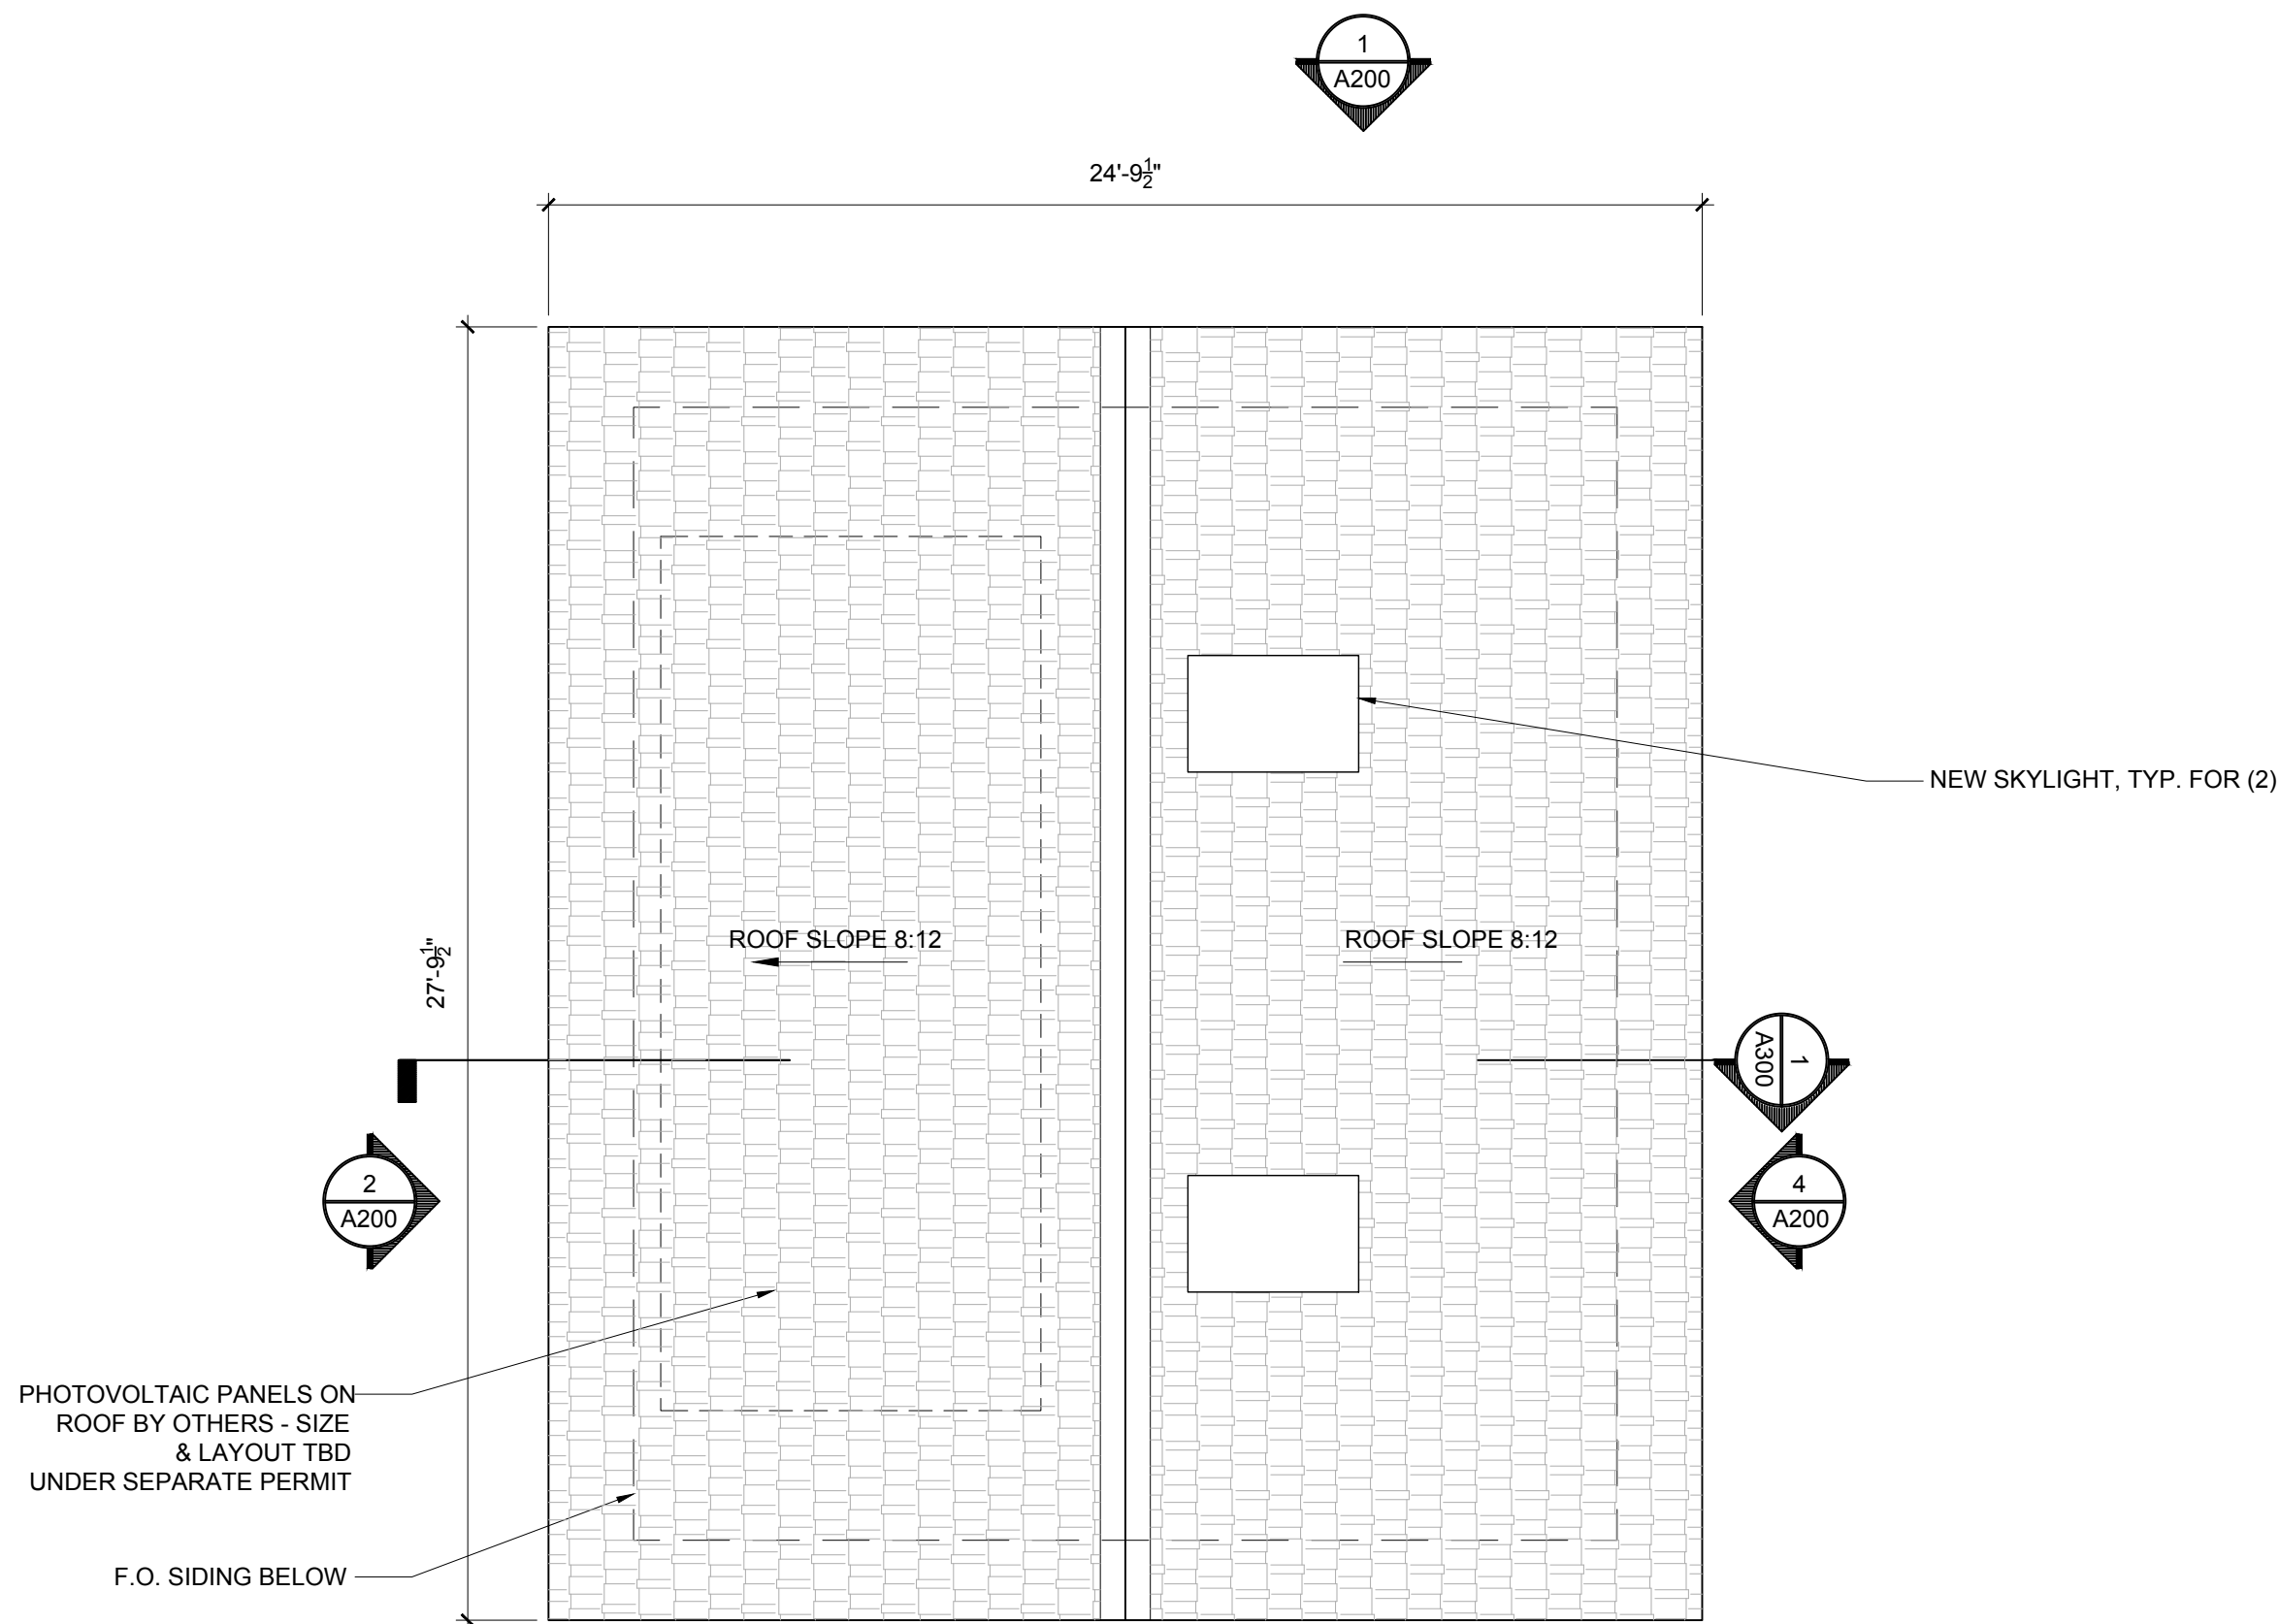 1
A200
24'-9½"
27'-9½"
NEW SKYLIGHT, TYP. FOR (2)
ROOF SLOPE 8:12
ROOF SLOPE 8:12
1
A300
2
A200
4
A200
PHOTOVOLTAIC PANELS ON
ROOF BY OTHERS - SIZE
& LAYOUT TBD
UNDER SEPARATE PERMIT
F.O. SIDING BELOW